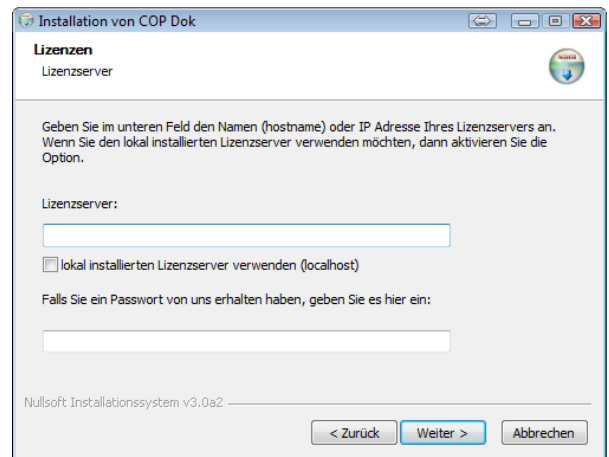 Installation von COP Dok
Lizenzen
Lizenzserver
Geben Sie im unteren Feld den Namen (hostname) oder IP Adresse Ihres Lizenzservers an.
Wenn Sie den lokal installierten Lizenzserver verwenden möchten, dann aktivieren Sie die
Option.
Lizenzserver:
lokal installierten Lizenzserver verwenden (localhost)
Falls Sie ein Passwort von uns erhalten haben, geben Sie es hier ein:
Nullsoft Installationssystem v3.0a2
< Zurück Weiter > Abbrechen